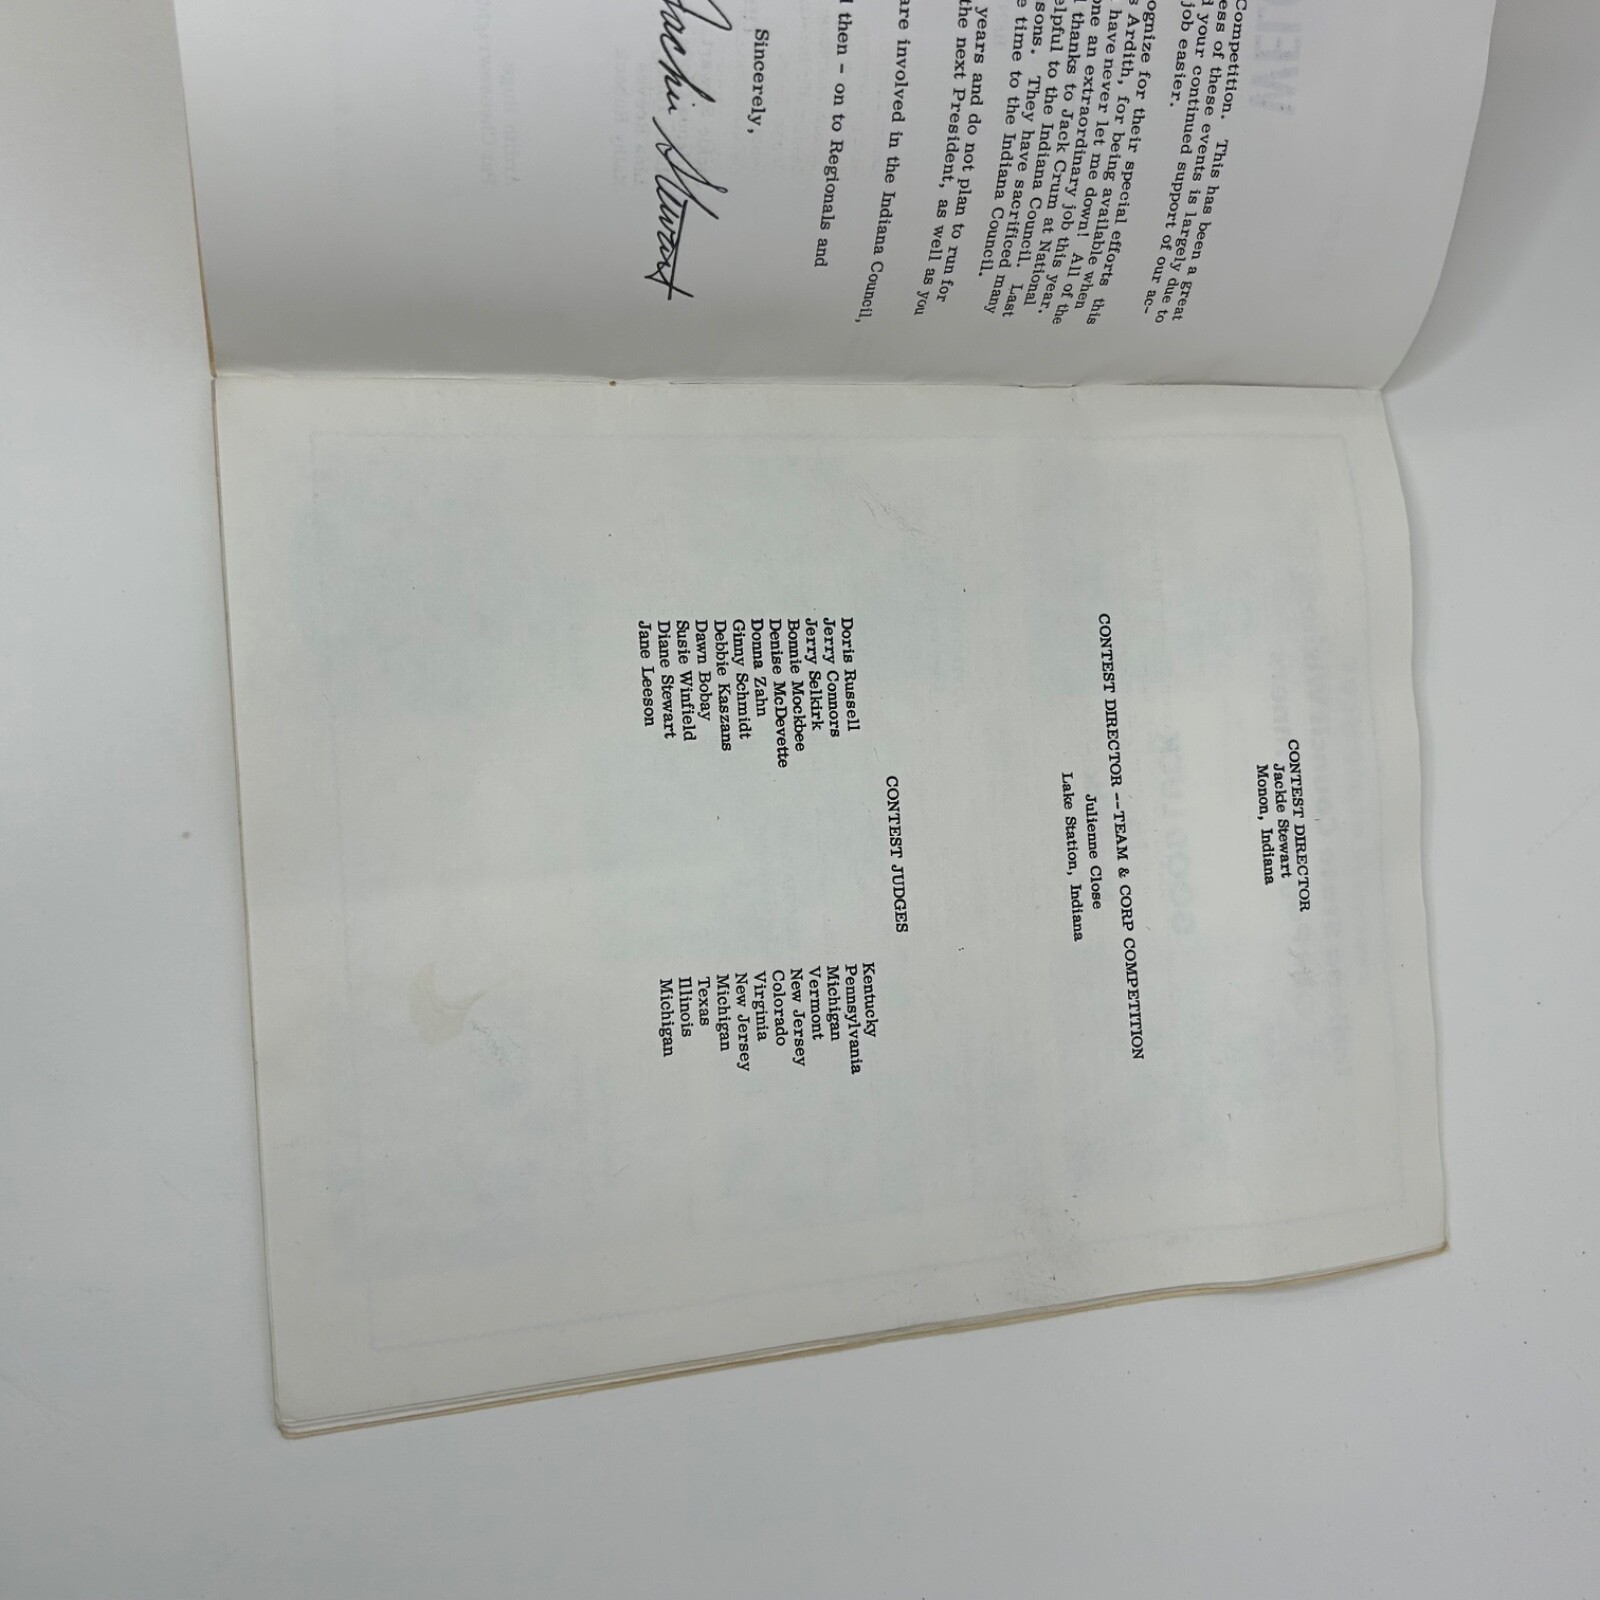 Competition. This has been a great
ess of these events is largely due to
d your continued support of our ac-
job easier.
ognize for their special efforts this
s Ardith, for being available when
have never let me down! All of the
one an extraordinary job this year.
l thanks to Jack Crum at National
elpful to the Indiana Council. Last
sons. They have sacrificed many
e time to the Indiana Council.
years and do not plan to run for
the next President, as well as you
are involved in the Indiana Council,
d then - on to Regionals and
Sincerely,
Jackie Stewart
CONTEST DIRECTOR
Jackie Stewart
Monon, Indiana
CONTEST DIRECTOR --TEAM & CORP COMPETITION
Julienne Close
Lake Station, Indiana
CONTEST JUDGES
Doris Russell Kentucky
Jerry Connors Pennsylvania
Jerry Selkirk Michigan
Bonnie Mockbee Vermont
Denise McDevette New Jersey
Donna Zahn Colorado
Ginny Schmidt Virginia
Debbie Kaszans New Jersey
Dawn Bobay Michigan
Susie Winfield Texas
Diane Stewart Illinois
Jane Leeson Michigan